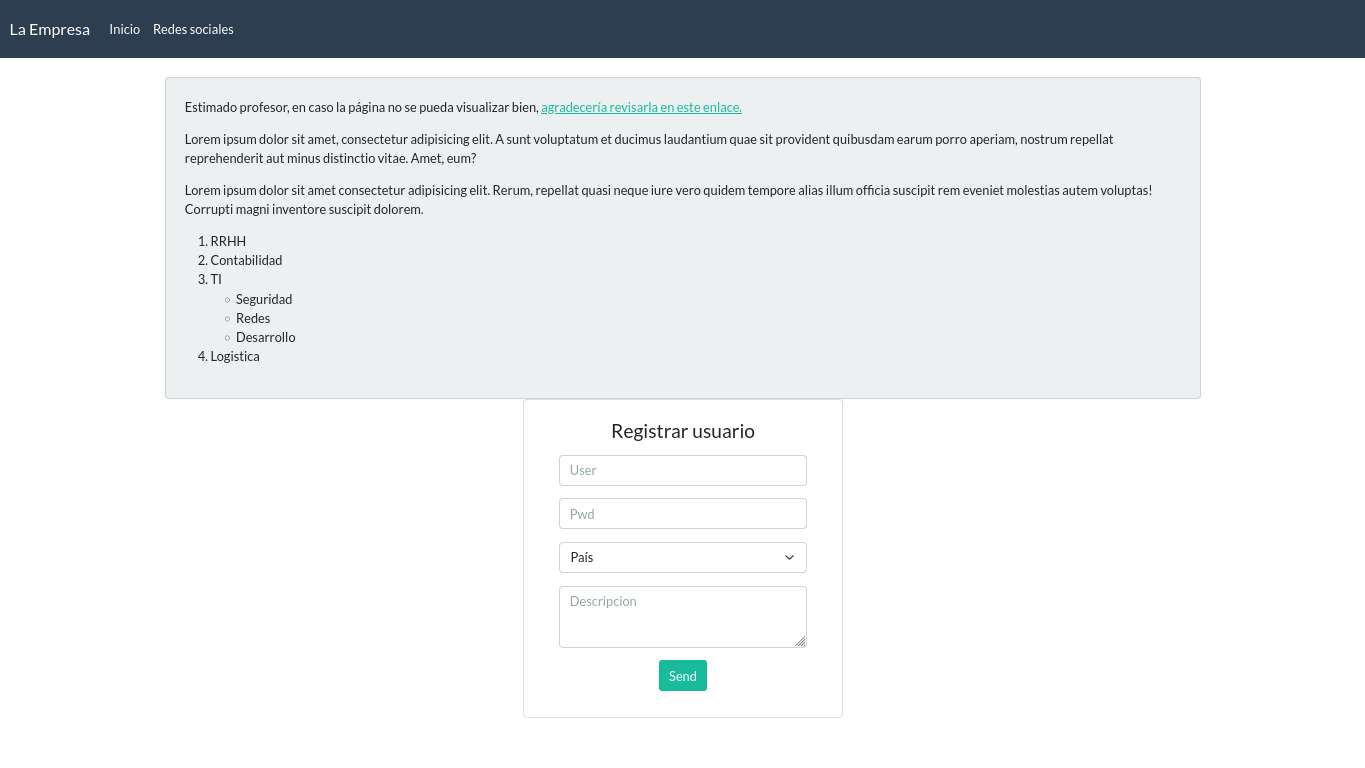 La Empresa Inicio Redes sociales
Estimado profesor, en caso la página no se pueda visualizar bien, agradecería revisarla en este enlace.
Lorem ipsum dolor sit amet, consectetur adipisicing elit. A sunt voluptatum et ducimus laudantium quae sit provident quibusdam earum porro aperiam, nostrum repellat
reprehenderit aut minus distinctio vitae. Amet, eum?
Lorem ipsum dolor sit amet consectetur adipisicing elit. Rerum, repellat quasi neque iure vero quidem tempore alias illum officia suscipit rem eveniet molestias autem voluptas!
Corrupti magni inventore suscipit dolorem.
1. RRHH
2. Contabilidad
3. TI
◦ Seguridad
◦ Redes
◦ Desarrollo
4. Logistica
Registrar usuario
User
Pwd
País
Descripcion
Send